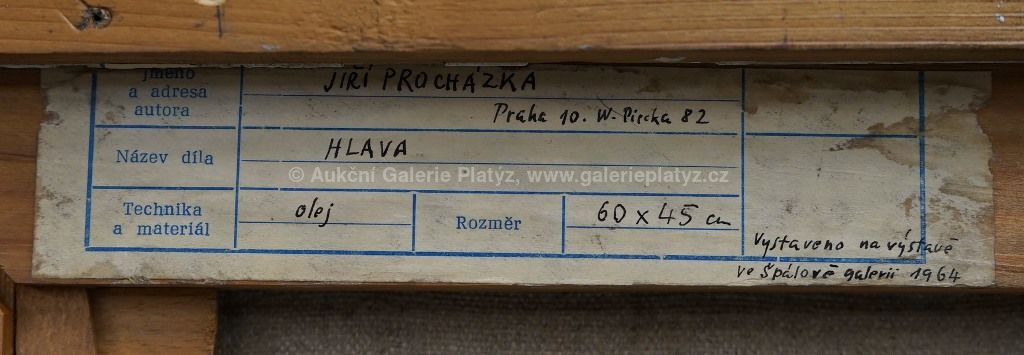 jméno
a adresa
autora
JIŘÍ PROCHÁZKA
Praha 10. W. Piecka 82
Název díla
HLAVA
© Aukční Galerie Platýz, www.galerieplatyz.cz
Technika
a materiál
olej
Rozměr
60 x 45 cm
Vystaveno na výstavě
ve Špálově galerii 1964